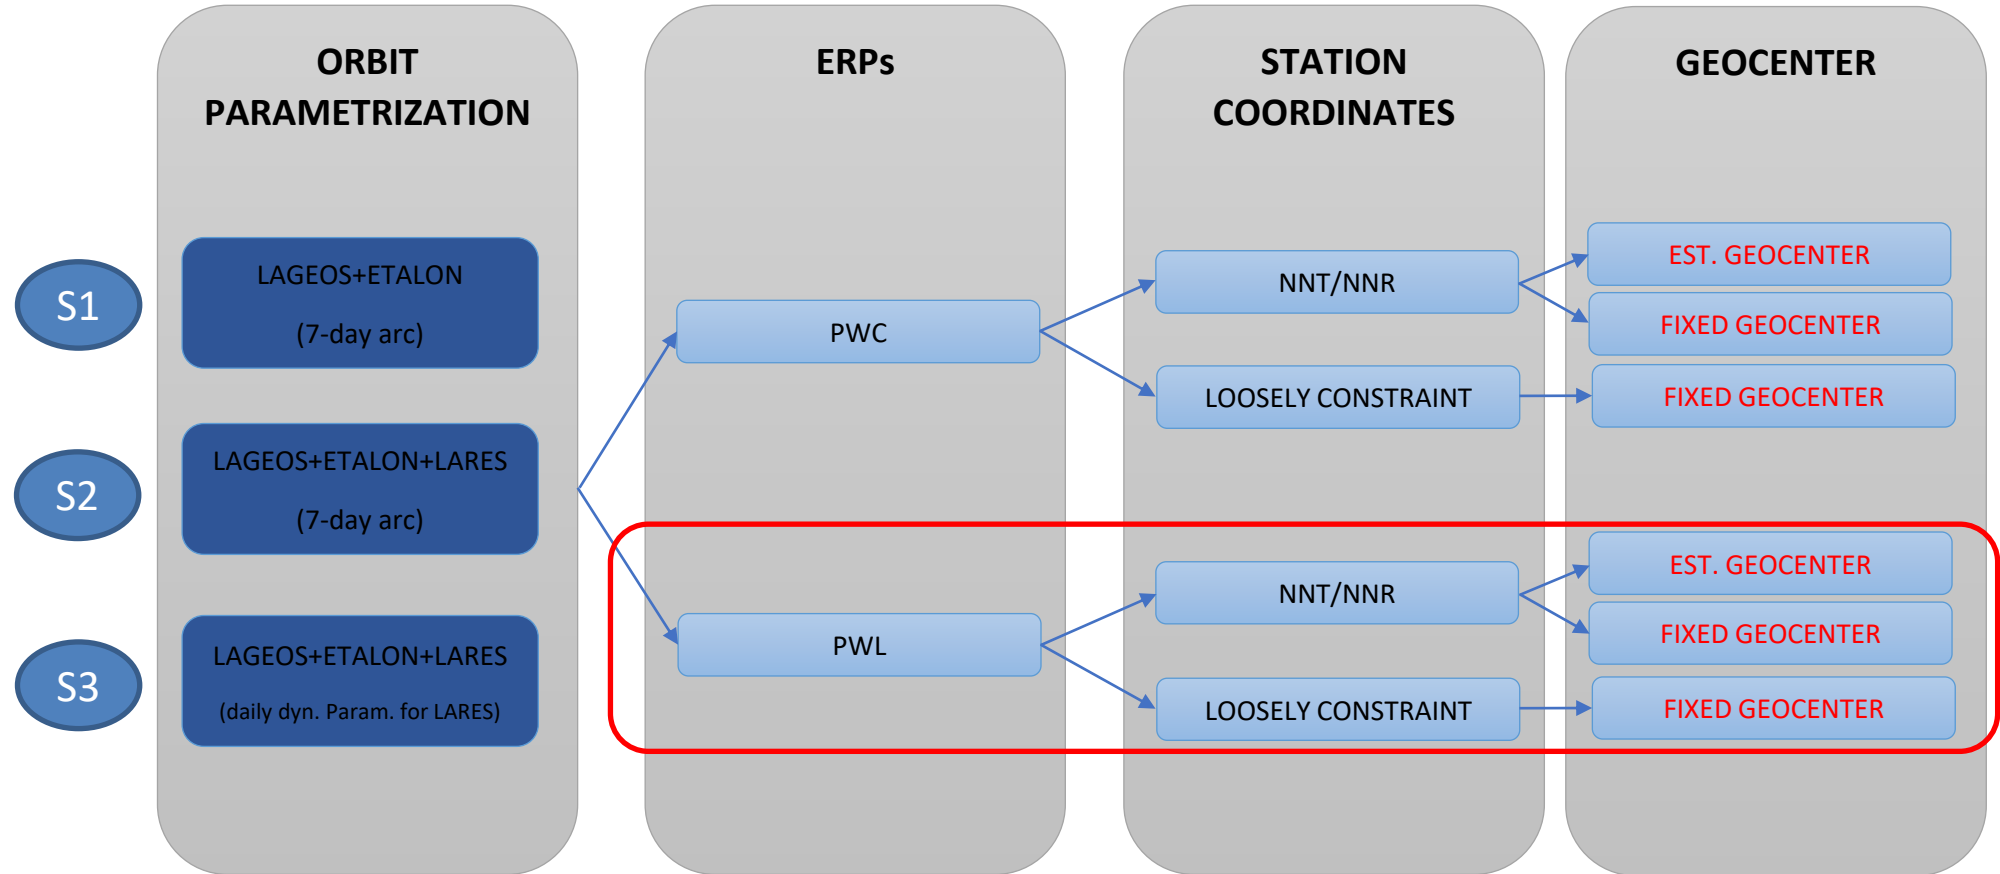 ORBIT
PARAMETRIZATION
ERPs
STATION
COORDINATES
GEOCENTER
S1
LAGEOS+ETALON
(7-day arc)
S2
LAGEOS+ETALON+LARES
(7-day arc)
S3
LAGEOS+ETALON+LARES
(daily dyn. Param. for LARES)
PWC
PWL
NNT/NNR
LOOSELY CONSTRAINT
NNT/NNR
LOOSELY CONSTRAINT
EST. GEOCENTER
FIXED GEOCENTER
FIXED GEOCENTER
EST. GEOCENTER
FIXED GEOCENTER
FIXED GEOCENTER